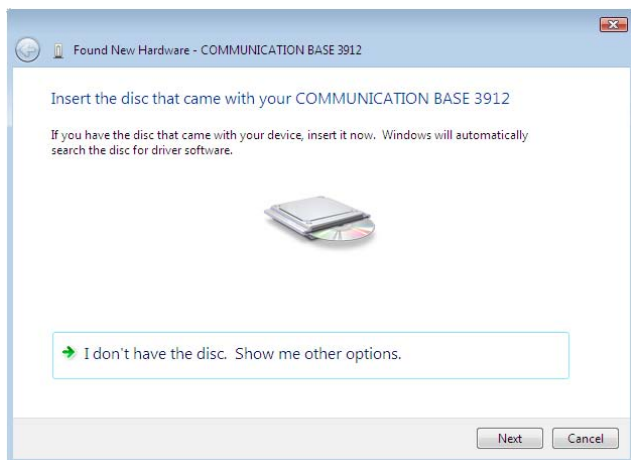 Found New Hardware - COMMUNICATION BASE 3912
Insert the disc that came with your COMMUNICATION BASE 3912
If you have the disc that came with your device, insert it now.  Windows will automatically
search the disc for driver software.
I don't have the disc.  Show me other options.
Next Cancel